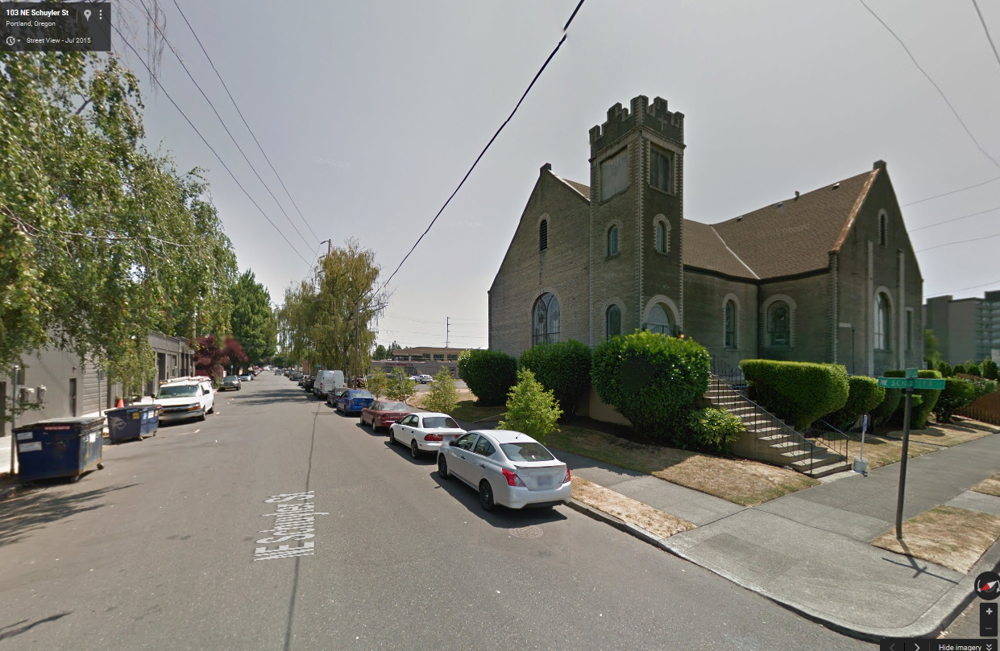 103 NE Schuyler St
Portland, Oregon
Street View - Jul 2015
NE Schuyler St
Hide imagery